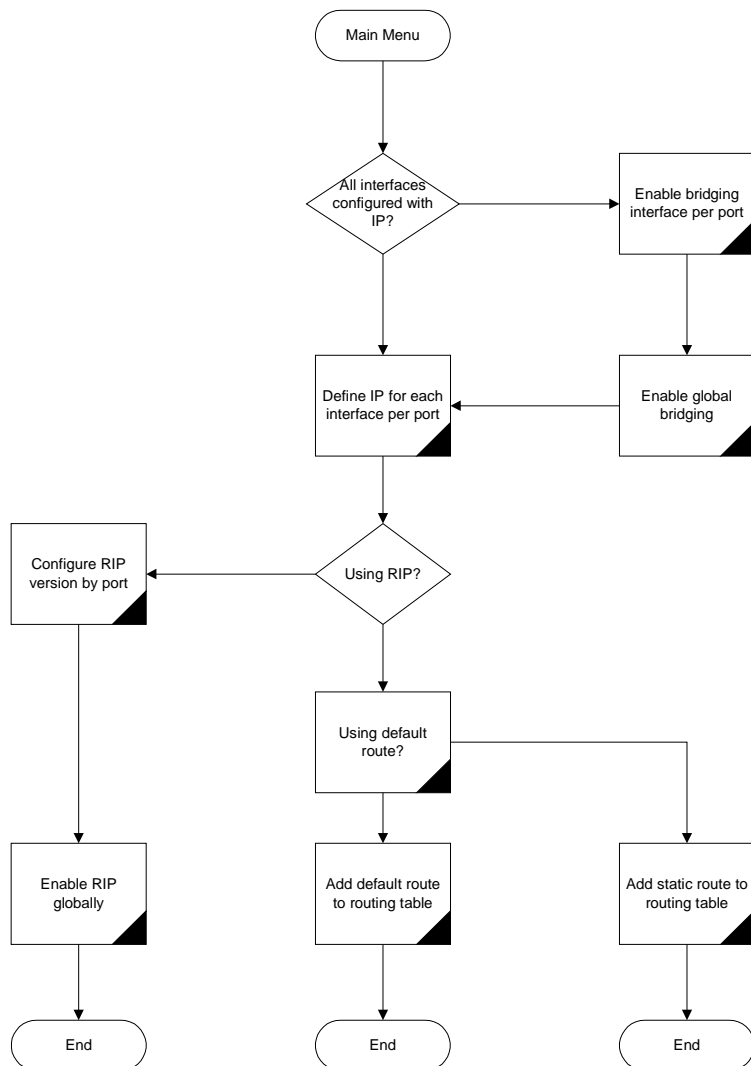 Main Menu
All interfaces
configured with
IP?
Enable bridging
interface per port
Define IP for each
interface per port
Enable global
bridging
Configure RIP
version by port
Using RIP?
Using default
route?
Enable RIP
globally
Add default route
to routing table
Add static route to
routing table
End
End
End